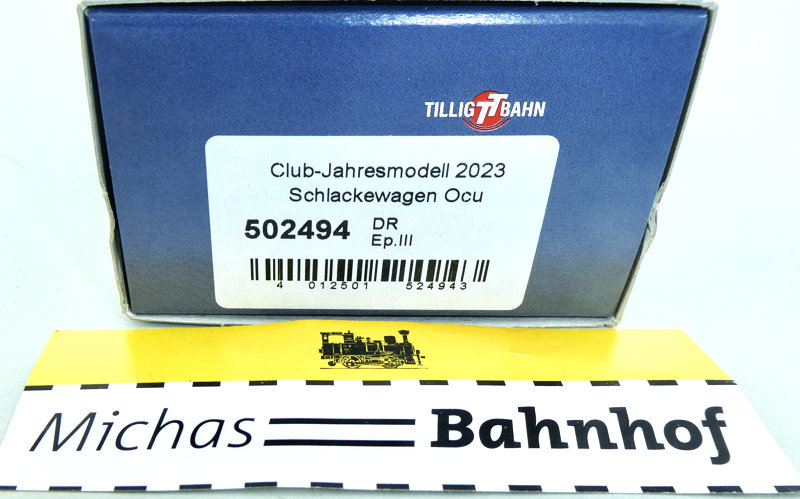 TILLIG TT BAHN
Club-Jahresmodell 2023
Schlackewagen Ocu
502494 DR
Ep.III
4 012501 524943
Michas Bahnhof